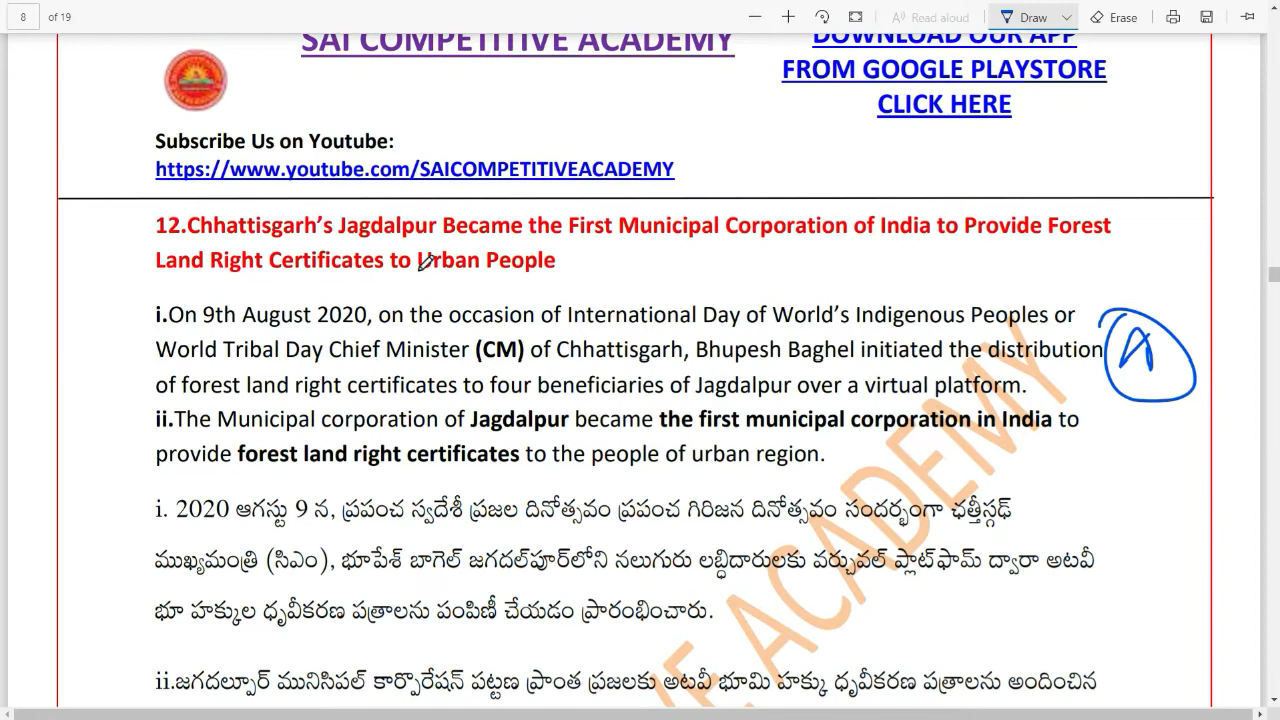 8 of 19
Read aloud
Draw
Erase
SAI COMPETITIVE ACADEMY
DOWNLOAD OUR APP
FROM GOOGLE PLAYSTORE
CLICK HERE
Subscribe Us on Youtube:
https://www.youtube.com/SAICOMPETITIVEACADEMY
12.Chhattisgarh’s Jagdalpur Became the First Municipal Corporation of India to Provide Forest
Land Right Certificates to Urban People
i.On 9th August 2020, on the occasion of International Day of World’s Indigenous Peoples or
World Tribal Day Chief Minister (CM) of Chhattisgarh, Bhupesh Baghel initiated the distribution
of forest land right certificates to four beneficiaries of Jagdalpur over a virtual platform.
ii.The Municipal corporation of Jagdalpur became the first municipal corporation in India to
provide forest land right certificates to the people of urban region.
i. 2020 ఆగస్టు 9 న, ప్రపంచ స్వదేశీ ప్రజల దినోత్సవం ప్రపంచ గిరిజన దినోత్సవం సందర్భంగా ఛత్తీస్గఢ్
ముఖ్యమంత్రి (సిఎం), భూపేశ్ బాగెల్ జగదల్‌పూర్‌లోని నలుగురు లబ్ధిదారులకు వర్చువల్ ప్లాట్‌ఫామ్ ద్వారా అటవీ
భూ హక్కుల ధృవీకరణ పత్రాలను పంపిణీ చేయడం ప్రారంభించారు.
ii.జగదల్పూర్ మునిసిపల్ కార్పొరేషన్ పట్టణ ప్రాంత ప్రజలకు అటవీ భూమి హక్కు ధృవీకరణ పత్రాలను అందించిన
VE ACADEMY
A